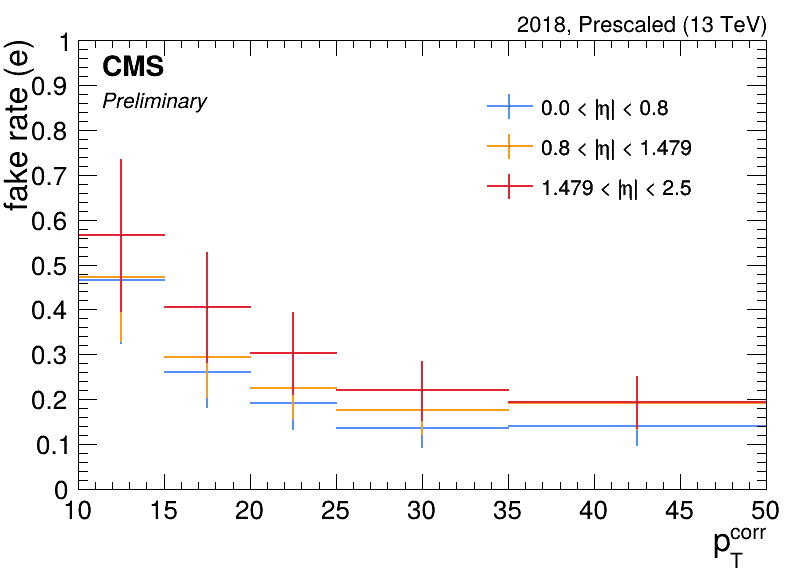 2018, Prescaled (13 TeV)
CMS
Preliminary
fake rate (e)
1
0.9
0.8
0.7
0.6
0.5
0.4
0.3
0.2
0.1
0
0.0 < |η| < 0.8
0.8 < |η| < 1.479
1.479 < |η| < 2.5
10 15 20 25 30 35 40 45 50
p_T^corr